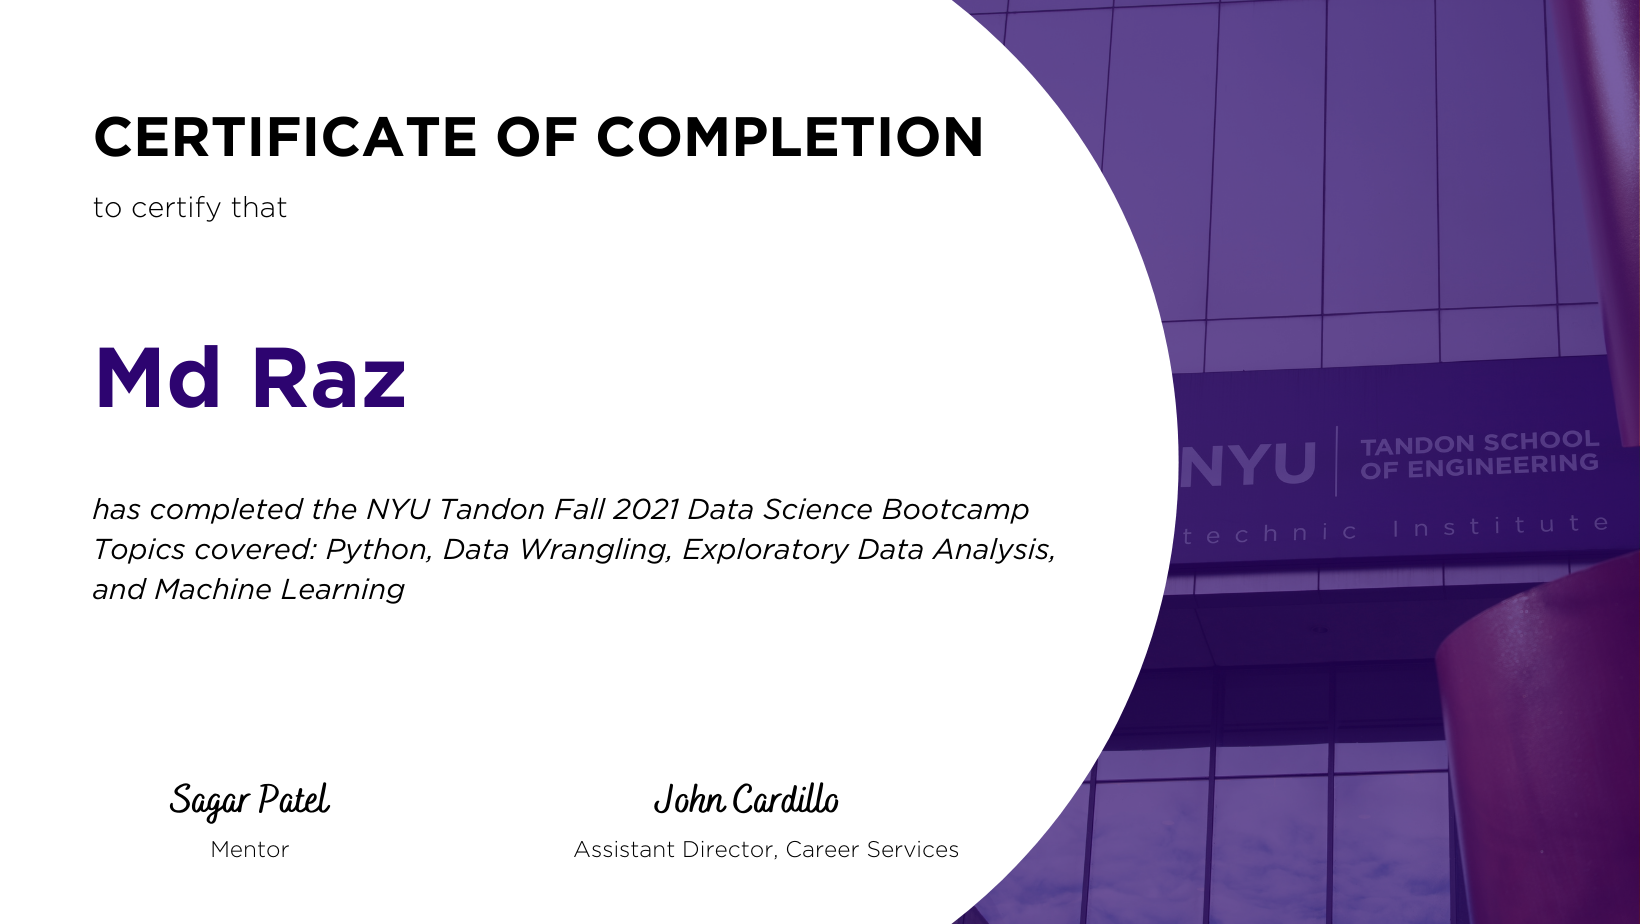 CERTIFICATE OF COMPLETION
to certify that
Md Raz
has completed the NYU Tandon Fall 2021 Data Science Bootcamp
Topics covered: Python, Data Wrangling, Exploratory Data Analysis,
and Machine Learning
Sagar Patel
Mentor
John Cardillo
Assistant Director, Career Services
NYU
TANDON SCHOOL
OF ENGINEERING
Institute